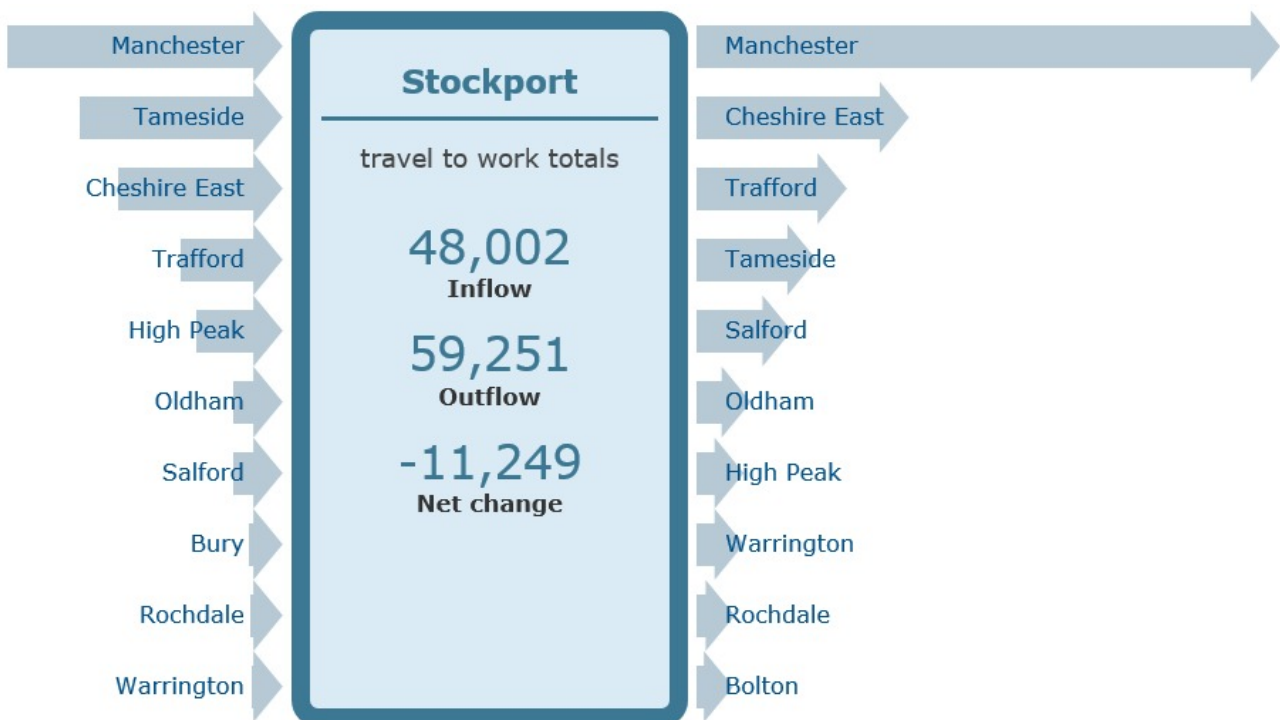 Manchester
Tameside
Cheshire East
Trafford
High Peak
Oldham
Salford
Bury
Rochdale
Warrington
Stockport
travel to work totals
48,002
Inflow
59,251
Outflow
-11,249
Net change
Manchester
Cheshire East
Trafford
Tameside
Salford
Oldham
High Peak
Warrington
Rochdale
Bolton